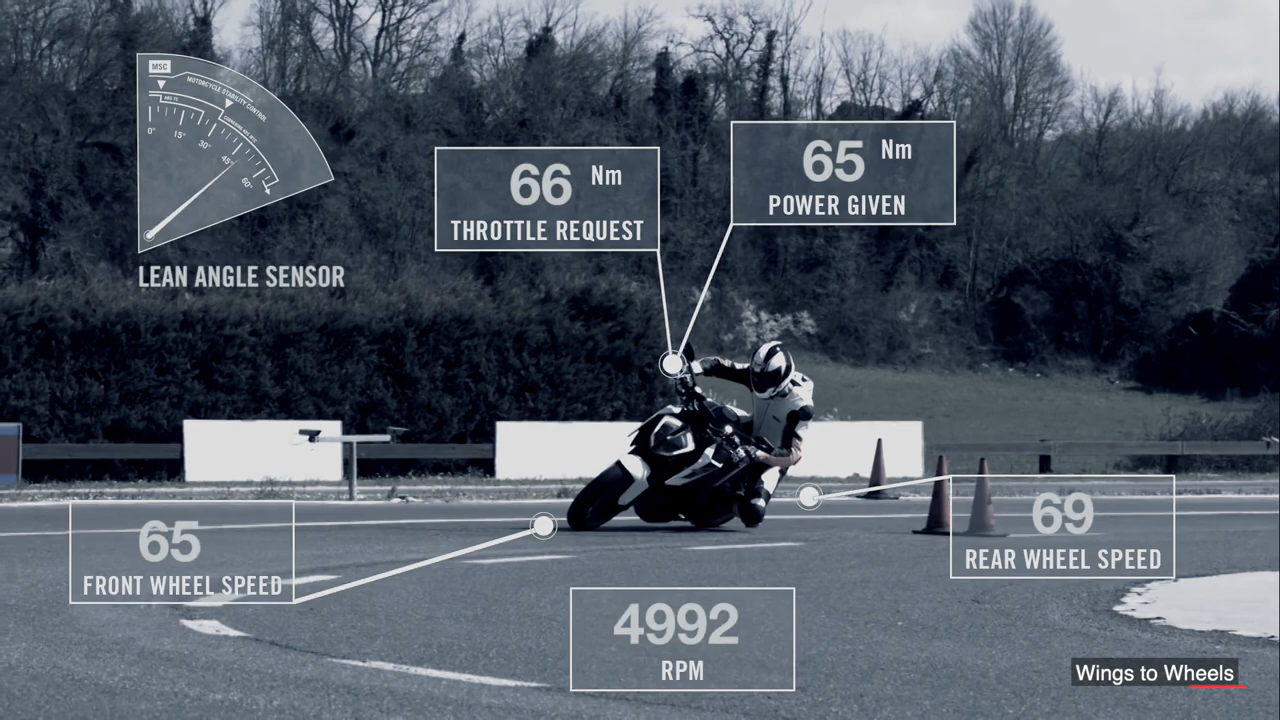 MSC
MOTORCYCLE STABILITY CONTROL
0° 15° 30° 45° 60°
LEAN ANGLE SENSOR
66 Nm
THROTTLE REQUEST
65 Nm
POWER GIVEN
65
FRONT WHEEL SPEED
69
REAR WHEEL SPEED
4992
RPM
Wings to Wheels